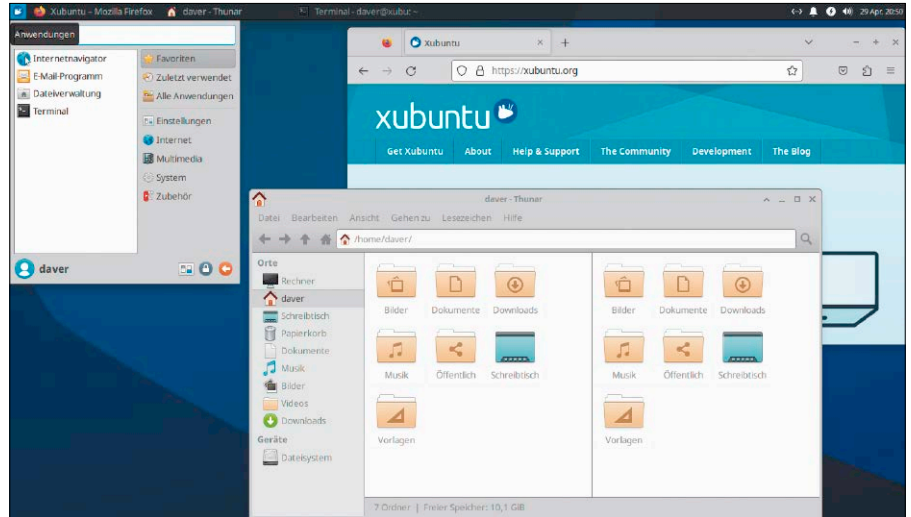 Xubuntu – Mozilla Firefox daver - Thunar Terminal - daver@xubu: ~ 29 Apr, 20:50
Anwendungen
Internetnavigator
E-Mail-Programm
Dateiverwaltung
Terminal
Favoriten
Zuletzt verwendet
Alle Anwendungen
Einstellungen
Internet
Multimedia
System
Zubehör
daver
Xubuntu
https://xubuntu.org
xubuntu
Get Xubuntu About Help & Support The Community Development The Blog
daver - Thunar
Datei Bearbeiten Ansicht Gehen zu Lesezeichen Hilfe
/home/daver/
Orte
Rechner
daver
Schreibtisch
Papierkorb
Dokumente
Musik
Bilder
Videos
Downloads
Geräte
Dateisystem
Bilder Dokumente Downloads
Musik Öffentlich Schreibtisch
Vorlagen
Bilder Dokumente Downloads
Musik Öffentlich Schreibtisch
Vorlagen
7 Ordner | Freier Speicher: 10,1 GiB